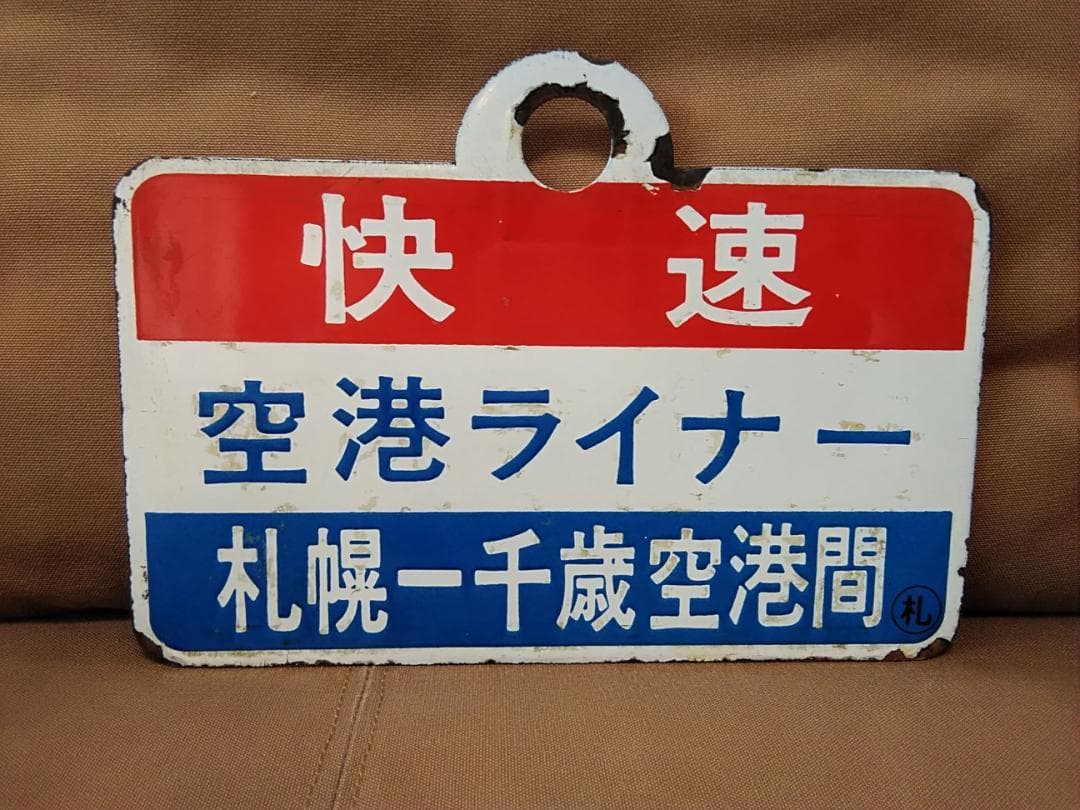 快速
空港ライナー
札幌ー千歳空港間
札